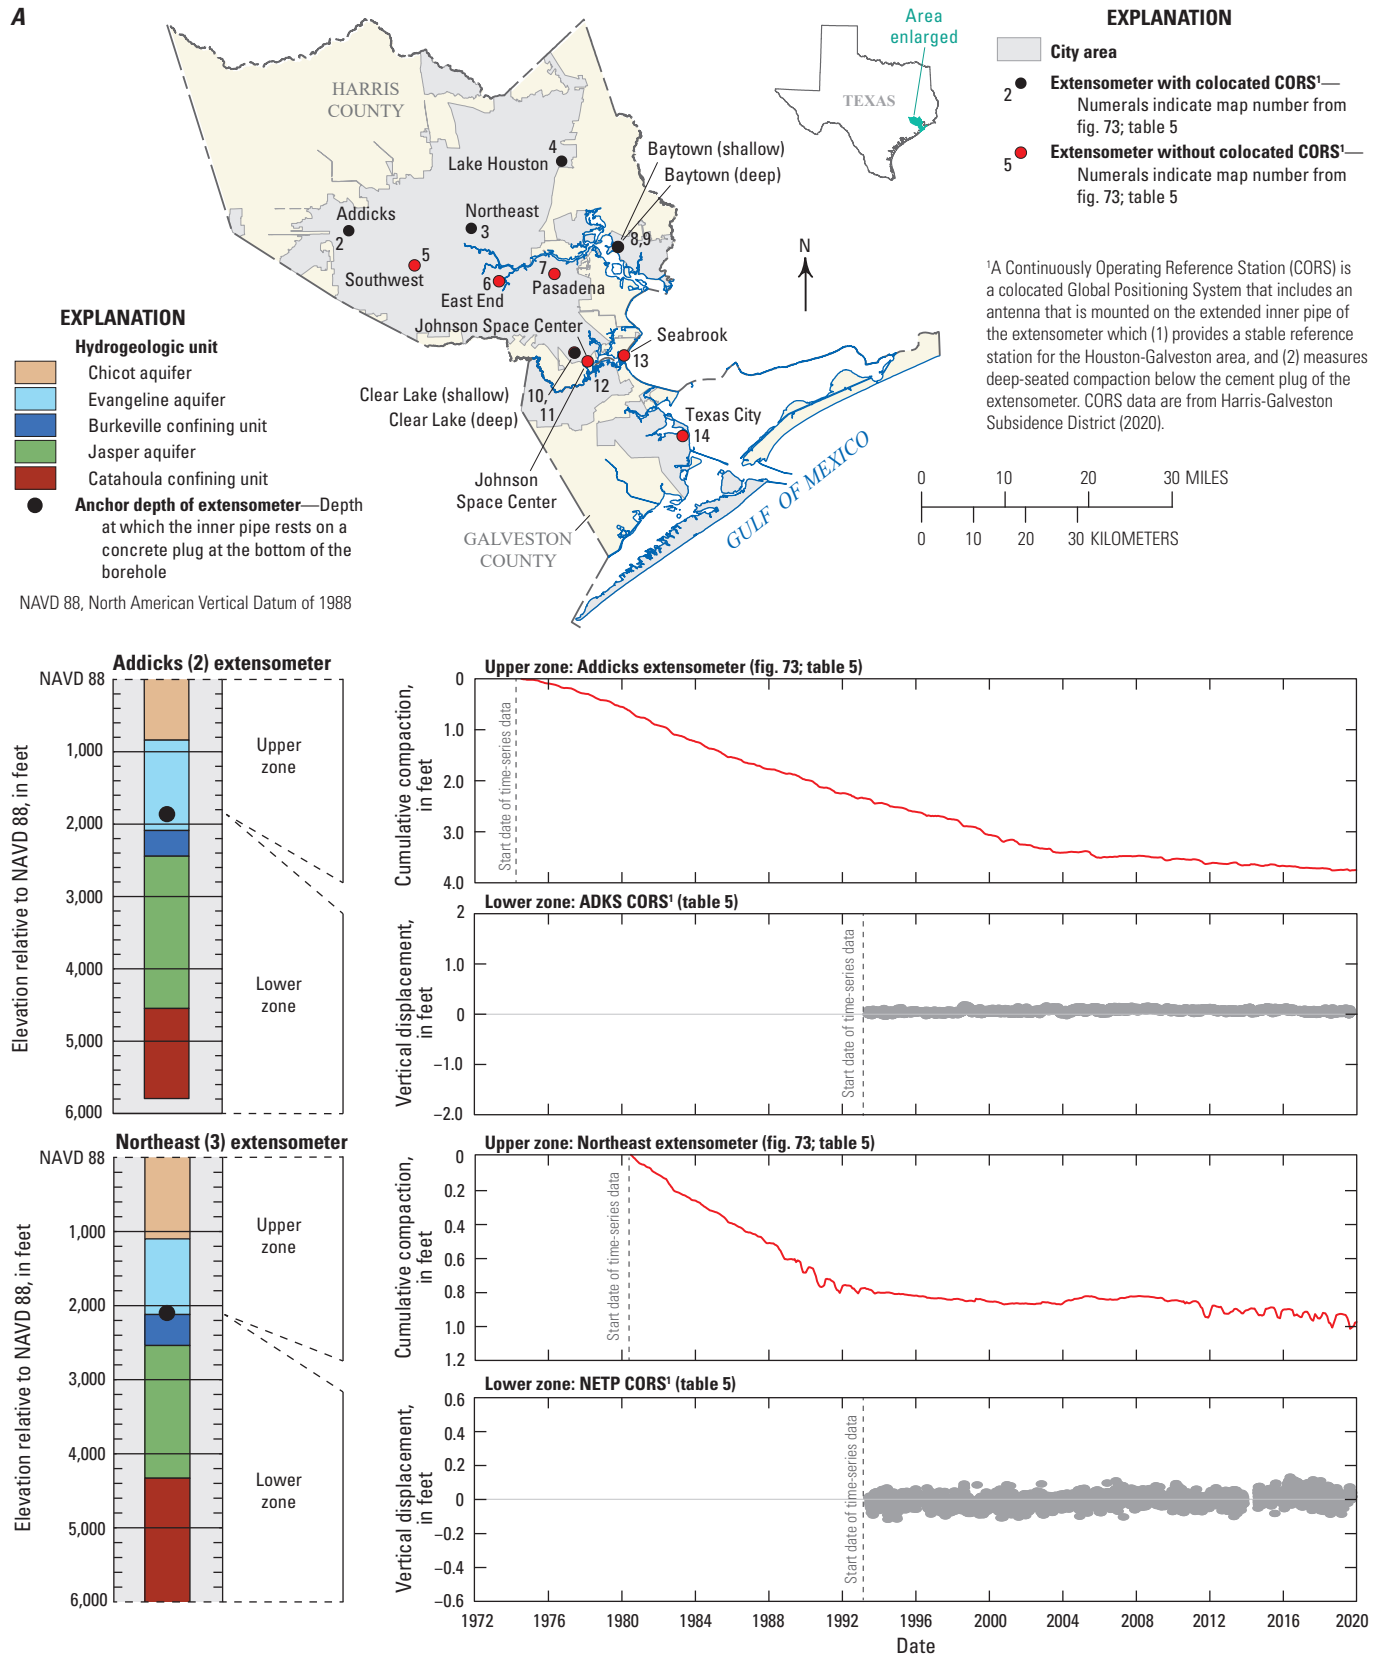 A
HARRIS
COUNTY
4
Lake Houston
Baytown (shallow)
Baytown (deep)
Addicks
2
Northeast
3
8,9
5
Southwest
6
East End
7
Pasadena
Johnson Space Center
Seabrook
13
12
Clear Lake (shallow)
Clear Lake (deep)
10,
11
Texas City
14
Johnson
Space Center
GALVESTON
COUNTY
GULF OF MEXICO
Area
enlarged
TEXAS
N
0 10 20 30 MILES
0 10 20 30 KILOMETERS
EXPLANATION
City area
2 Extensometer with colocated CORS¹—
Numerals indicate map number from
fig. 73; table 5
5 Extensometer without colocated CORS¹—
Numerals indicate map number from
fig. 73; table 5
¹A Continuously Operating Reference Station (CORS) is
a colocated Global Positioning System that includes an
antenna that is mounted on the extended inner pipe of
the extensometer which (1) provides a stable reference
station for the Houston-Galveston area, and (2) measures
deep-seated compaction below the cement plug of the
extensometer. CORS data are from Harris-Galveston
Subsidence District (2020).
EXPLANATION
Hydrogeologic unit
Chicot aquifer
Evangeline aquifer
Burkeville confining unit
Jasper aquifer
Catahoula confining unit
Anchor depth of extensometer—Depth
at which the inner pipe rests on a
concrete plug at the bottom of the
borehole
NAVD 88, North American Vertical Datum of 1988
Addicks (2) extensometer
Elevation relative to NAVD 88, in feet
NAVD 88
1,000
2,000
3,000
4,000
5,000
6,000
Upper
zone
Lower
zone
Upper zone: Addicks extensometer (fig. 73; table 5)
Cumulative compaction,
in feet
0
1.0
2.0
3.0
4.0
Start date of time-series data
Lower zone: ADKS CORS¹ (table 5)
Vertical displacement,
in feet
2
1.0
0
–1.0
–2.0
Start date of time-series data
Northeast (3) extensometer
Elevation relative to NAVD 88, in feet
NAVD 88
1,000
2,000
3,000
4,000
5,000
6,000
Upper
zone
Lower
zone
Upper zone: Northeast extensometer (fig. 73; table 5)
Cumulative compaction,
in feet
0
0.2
0.4
0.6
0.8
1.0
1.2
Start date of time-series data
Lower zone: NETP CORS¹ (table 5)
Vertical displacement,
in feet
0.6
0.4
0.2
0
–0.2
–0.4
–0.6
Start date of time-series data
1972 1976 1980 1984 1988 1992 1996 2000 2004 2008 2012 2016 2020
Date